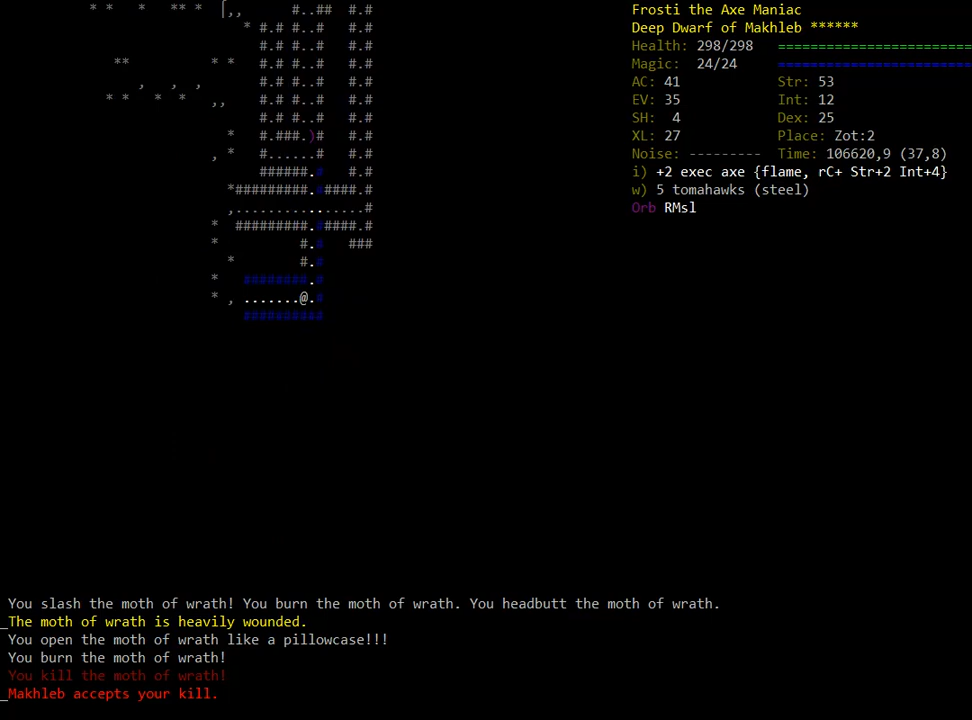 Frosti the Axe Maniac
Deep Dwarf of Makhleb ******
Health: 298/298 ====================
Magic: 24/24 ====================
AC: 41 Str: 53
EV: 35 Int: 12
SH: 4 Dex: 25
XL: 27 Place: Zot:2
Noise: --------- Time: 106620,9 (37,8)
i) +2 exec axe {flame, rC+ Str+2 Int+4}
w) 5 tomahawks (steel)
Orb RMsl
You slash the moth of wrath! You burn the moth of wrath. You headbutt the moth of wrath.
_The moth of wrath is heavily wounded.
You open the moth of wrath like a pillowcase!!!
You burn the moth of wrath!
You kill the moth of wrath!
_Makhleb accepts your kill.